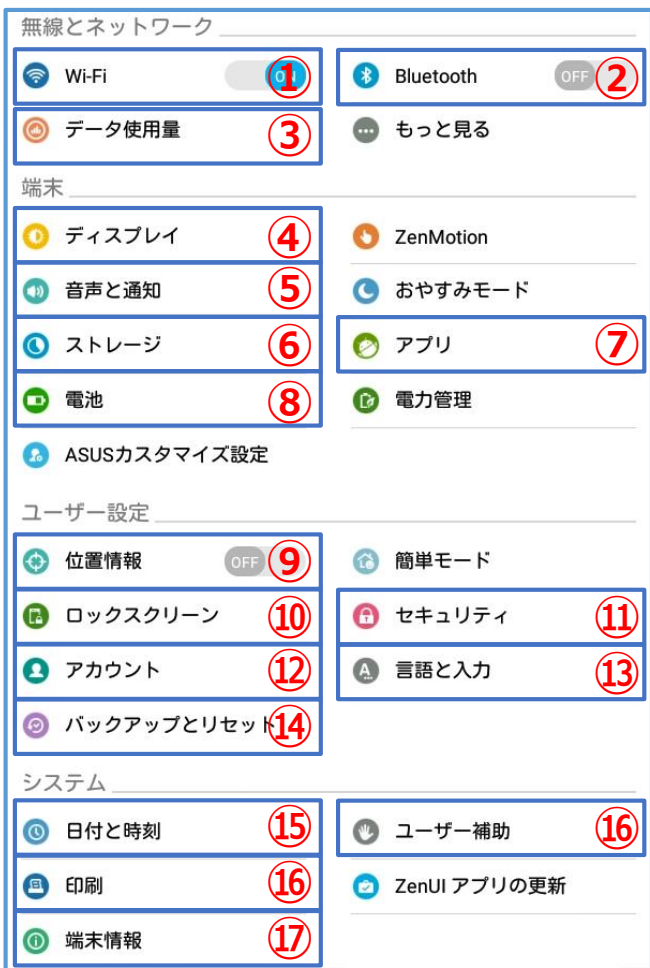 無線とネットワーク
Wi-Fi ① Bluetooth OFF ②
データ使用量 ③ もっと見る
端末
ディスプレイ ④ ZenMotion
音声と通知 ⑤ おやすみモード
ストレージ ⑥ アプリ ⑦
電池 ⑧ 電力管理
ASUSカスタマイズ設定
ユーザー設定
位置情報 OFF ⑨ 簡単モード
ロックスクリーン ⑩ セキュリティ ⑪
アカウント ⑫ 言語と入力 ⑬
バックアップとリセット ⑭
システム
日付と時刻 ⑮ ユーザー補助 ⑯
印刷 ⑯ ZenUI アプリの更新
端末情報 ⑰